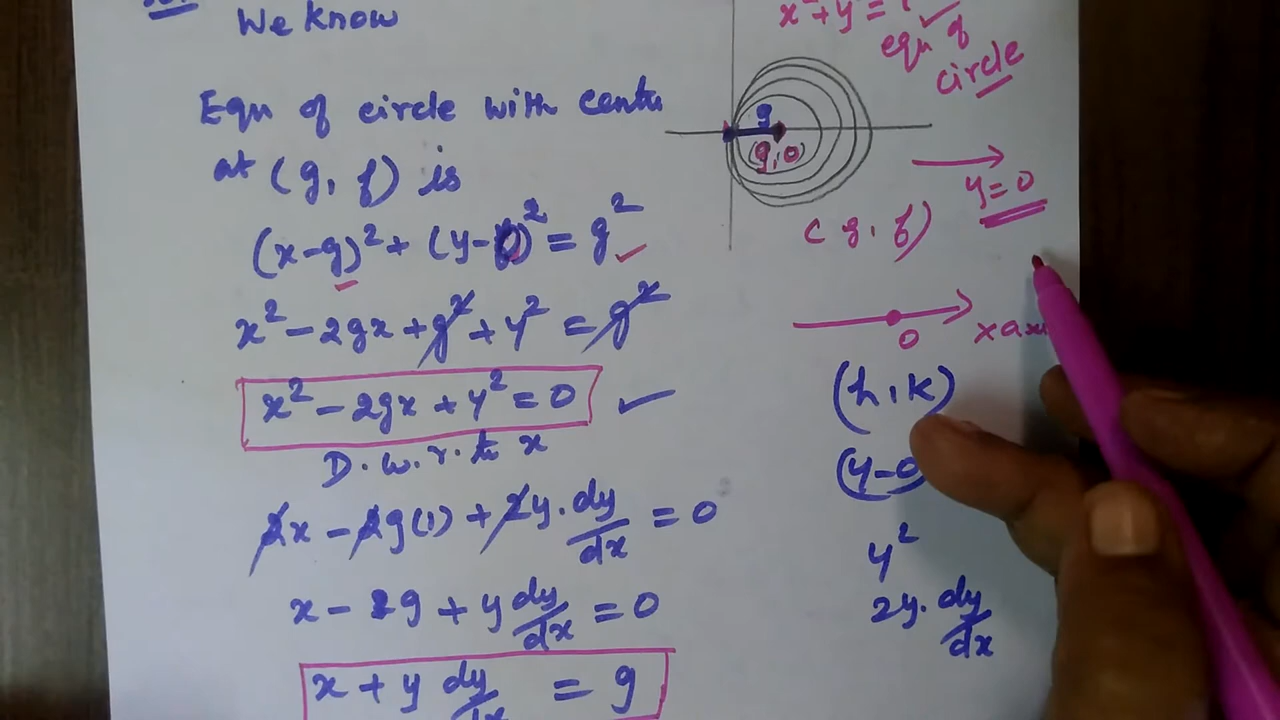 We know
Equ of circle with centu
at (g, f) is
(x-g)² + (y-0)² = g²
x² - 2gx + g² + y² = g²
x² - 2gx + y² = 0
D.w.r.to x
2x - 2g(1) + 2y. dy/dx = 0
x - g + y dy/dx = 0
x + y dy/dx = g
equ of
circle
g
(g, 0)
y = 0
(g, f)
0
(h, k)
(y-0
y²
2y. dy/dx